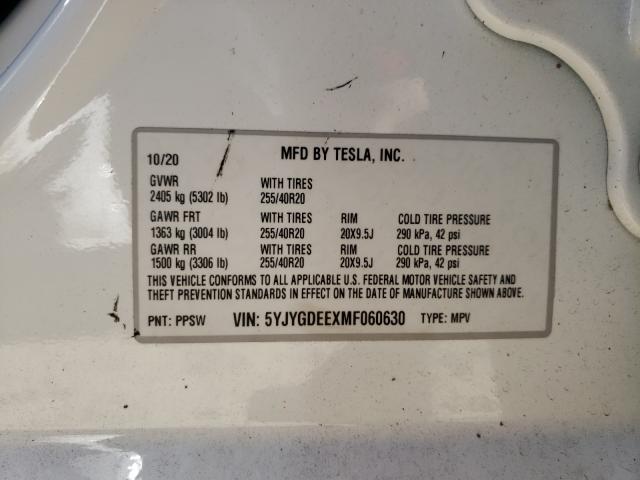 10/20 MFD BY TESLA, INC.
GVWR WITH TIRES
2405 kg (5302 lb) 255/40R20
GAWR FRT WITH TIRES RIM COLD TIRE PRESSURE
1363 kg (3004 lb) 255/40R20 20X9.5J 290 kPa, 42 psi
GAWR RR WITH TIRES RIM COLD TIRE PRESSURE
1500 kg (3306 lb) 255/40R20 20X9.5J 290 kPa, 42 psi
THIS VEHICLE CONFORMS TO ALL APPLICABLE U.S. FEDERAL MOTOR VEHICLE SAFETY AND
THEFT PREVENTION STANDARDS IN EFFECT ON THE DATE OF MANUFACTURE SHOWN ABOVE.
PNT: PPSW VIN: 5YJYGDEEXMF060630 TYPE: MPV